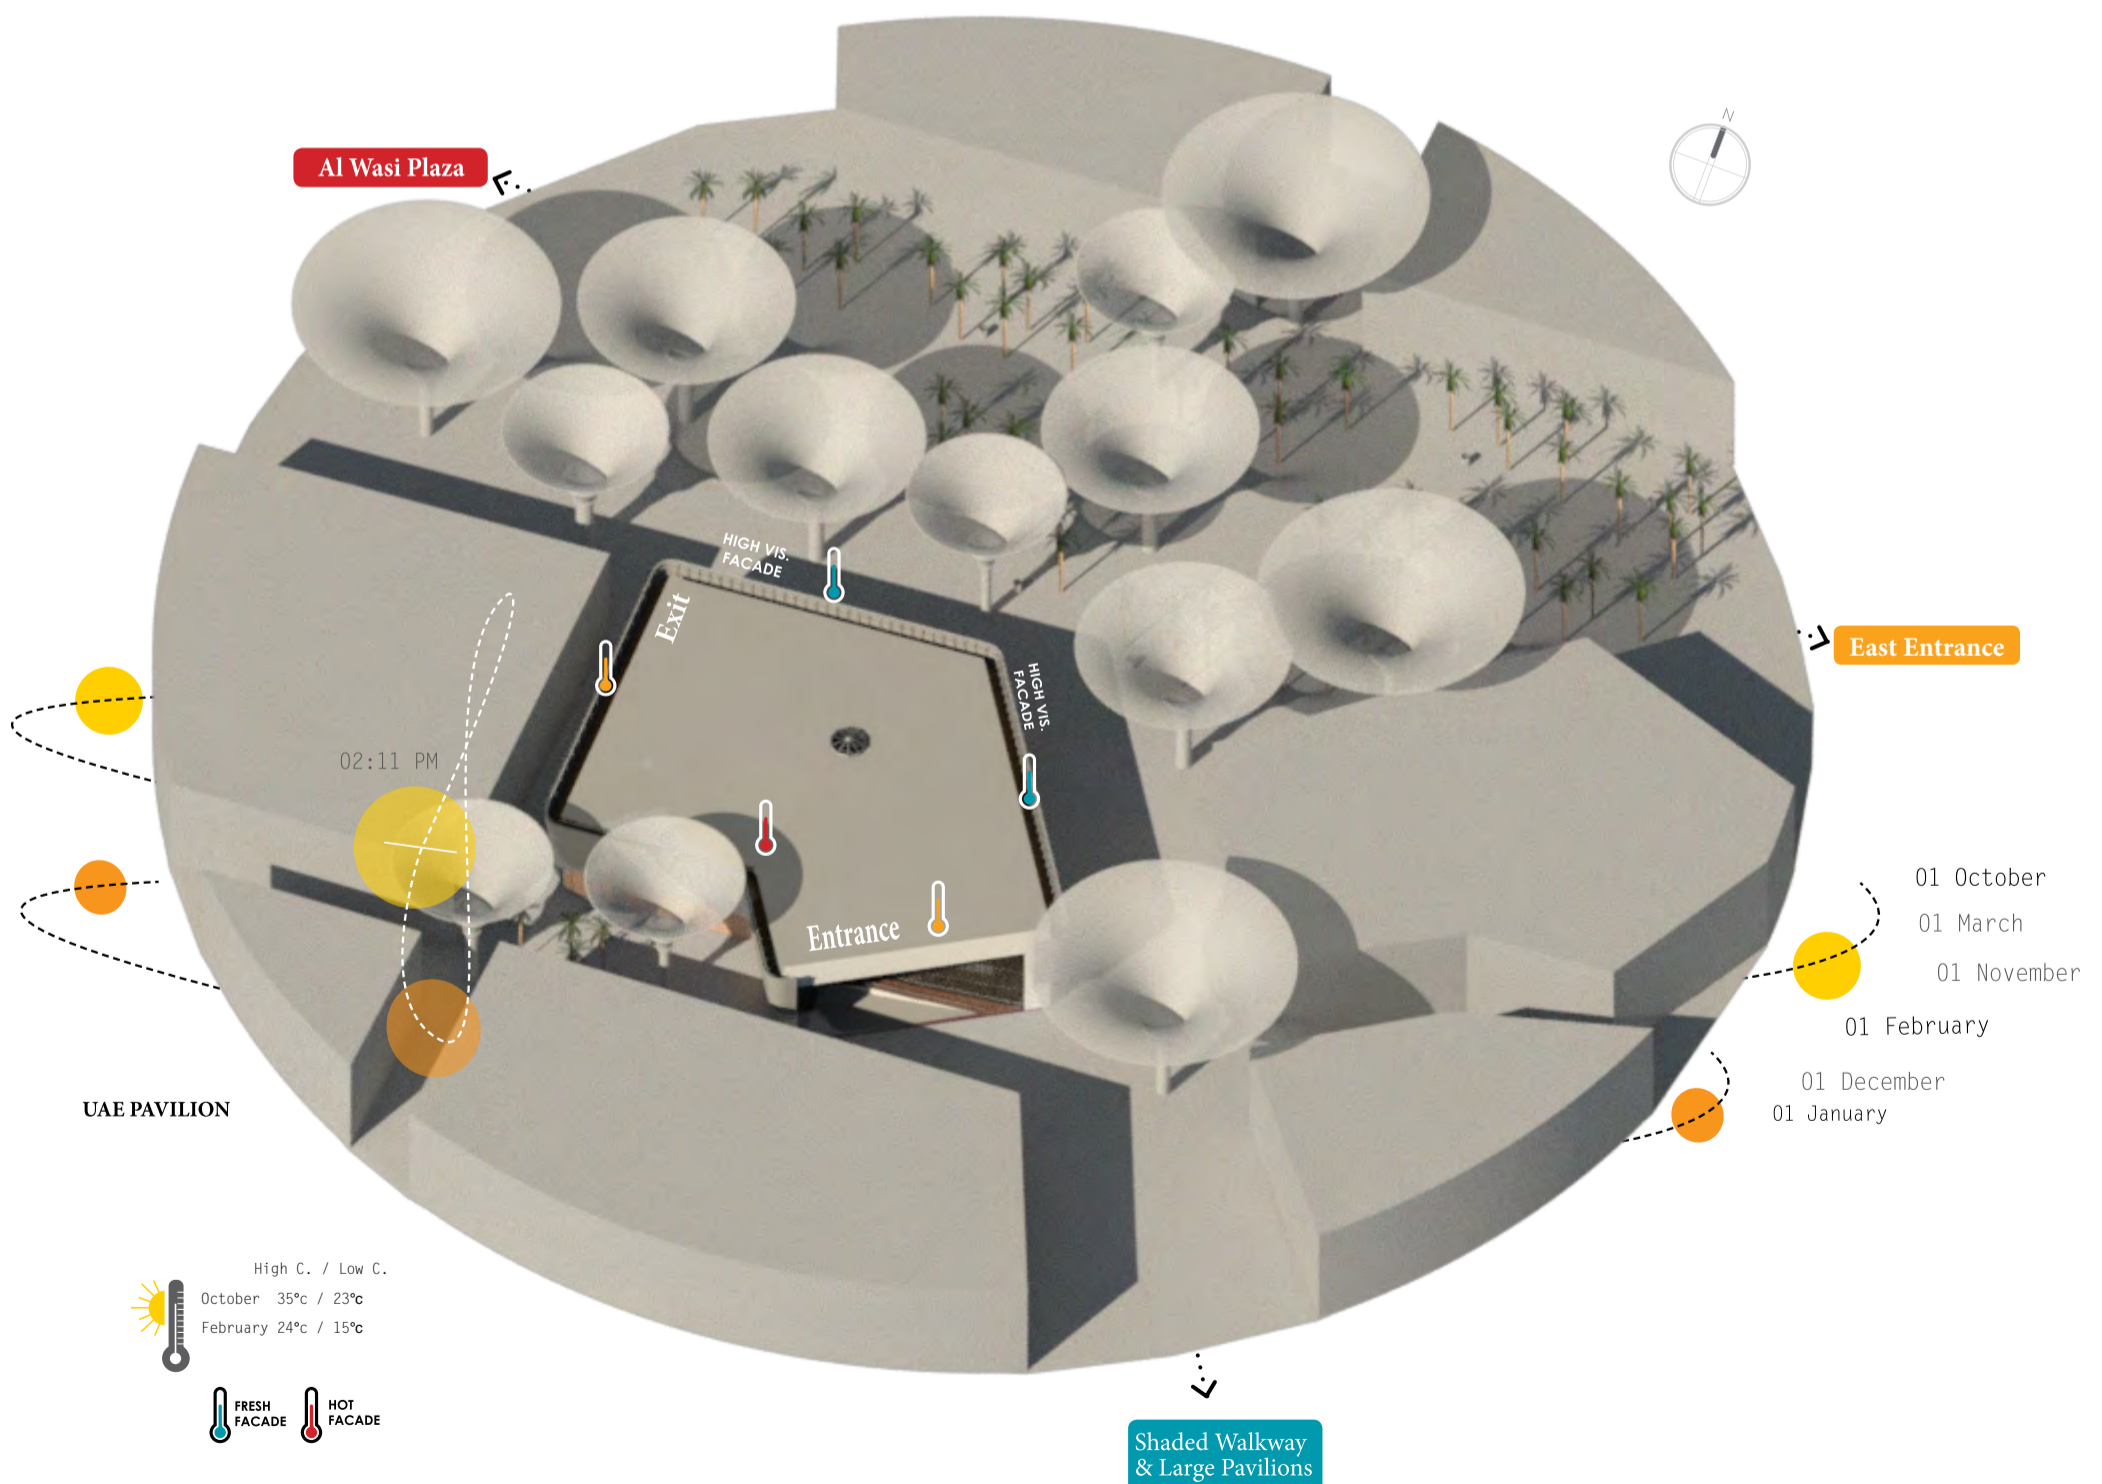 N
Al Wasi Plaza
HIGH VIS.
FACADE
Exit
East Entrance
HIGH VIS.
FACADE
02:11 PM
01 October
01 March
Entrance
01 November
01 February
01 December
UAE PAVILION
01 January
High C. / Low C.
October 35°c / 23°c
February 24°c / 15°c
FRESH
FACADE
HOT
FACADE
Shaded Walkway
& Large Pavilions